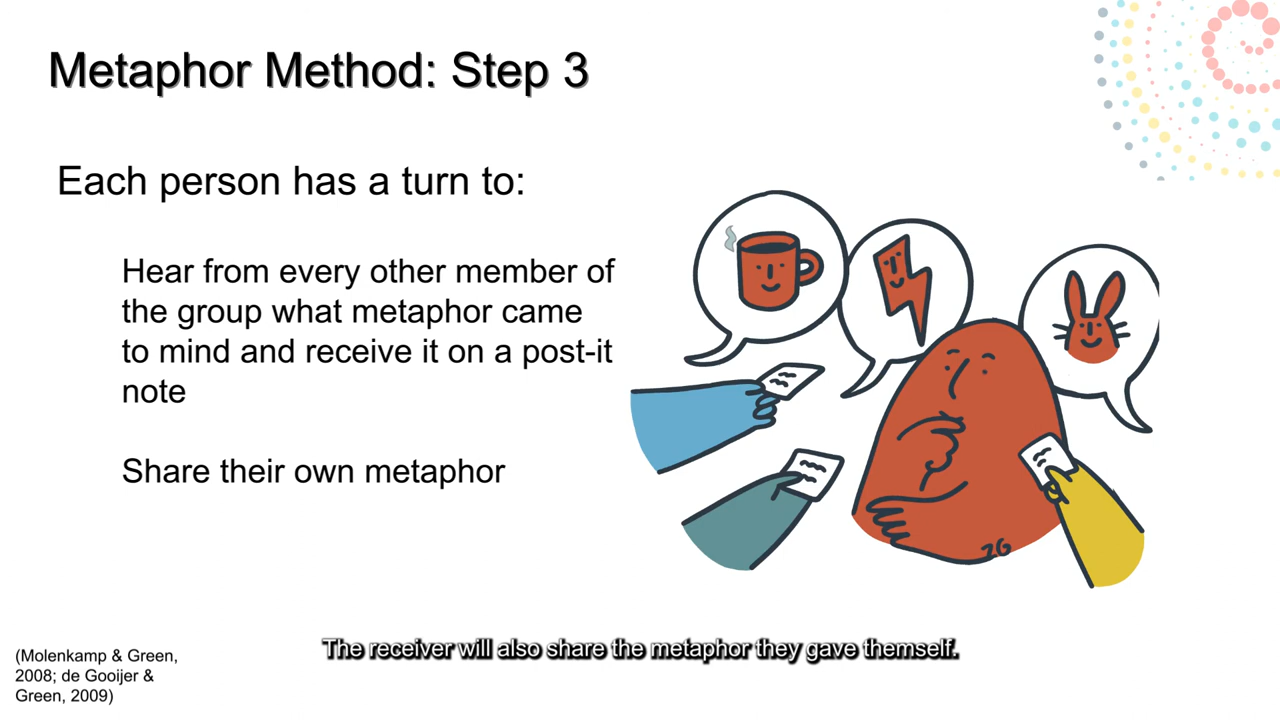 Metaphor Method: Step 3
Each person has a turn to:
Hear from every other member of
the group what metaphor came
to mind and receive it on a post-it
note
Share their own metaphor
(Molenkamp & Green,
2008; de Gooijer &
Green, 2009)
The receiver will also share the metaphor they gave themself.